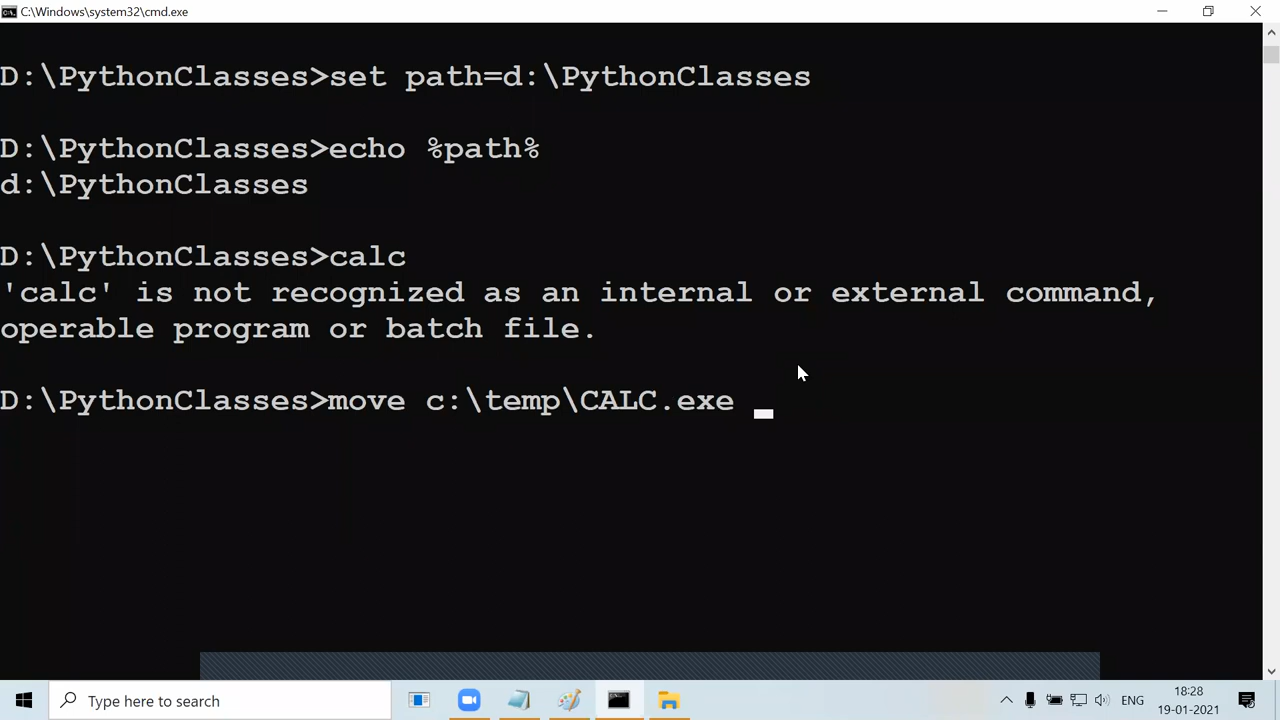 C:\Windows\system32\cmd.exe
D:\PythonClasses>set path=d:\PythonClasses
D:\PythonClasses>echo %path%
d:\PythonClasses
D:\PythonClasses>calc
'calc' is not recognized as an internal or external command,
operable program or batch file.
D:\PythonClasses>move c:\temp\CALC.exe
Type here to search
ENG
18:28
19-01-2021